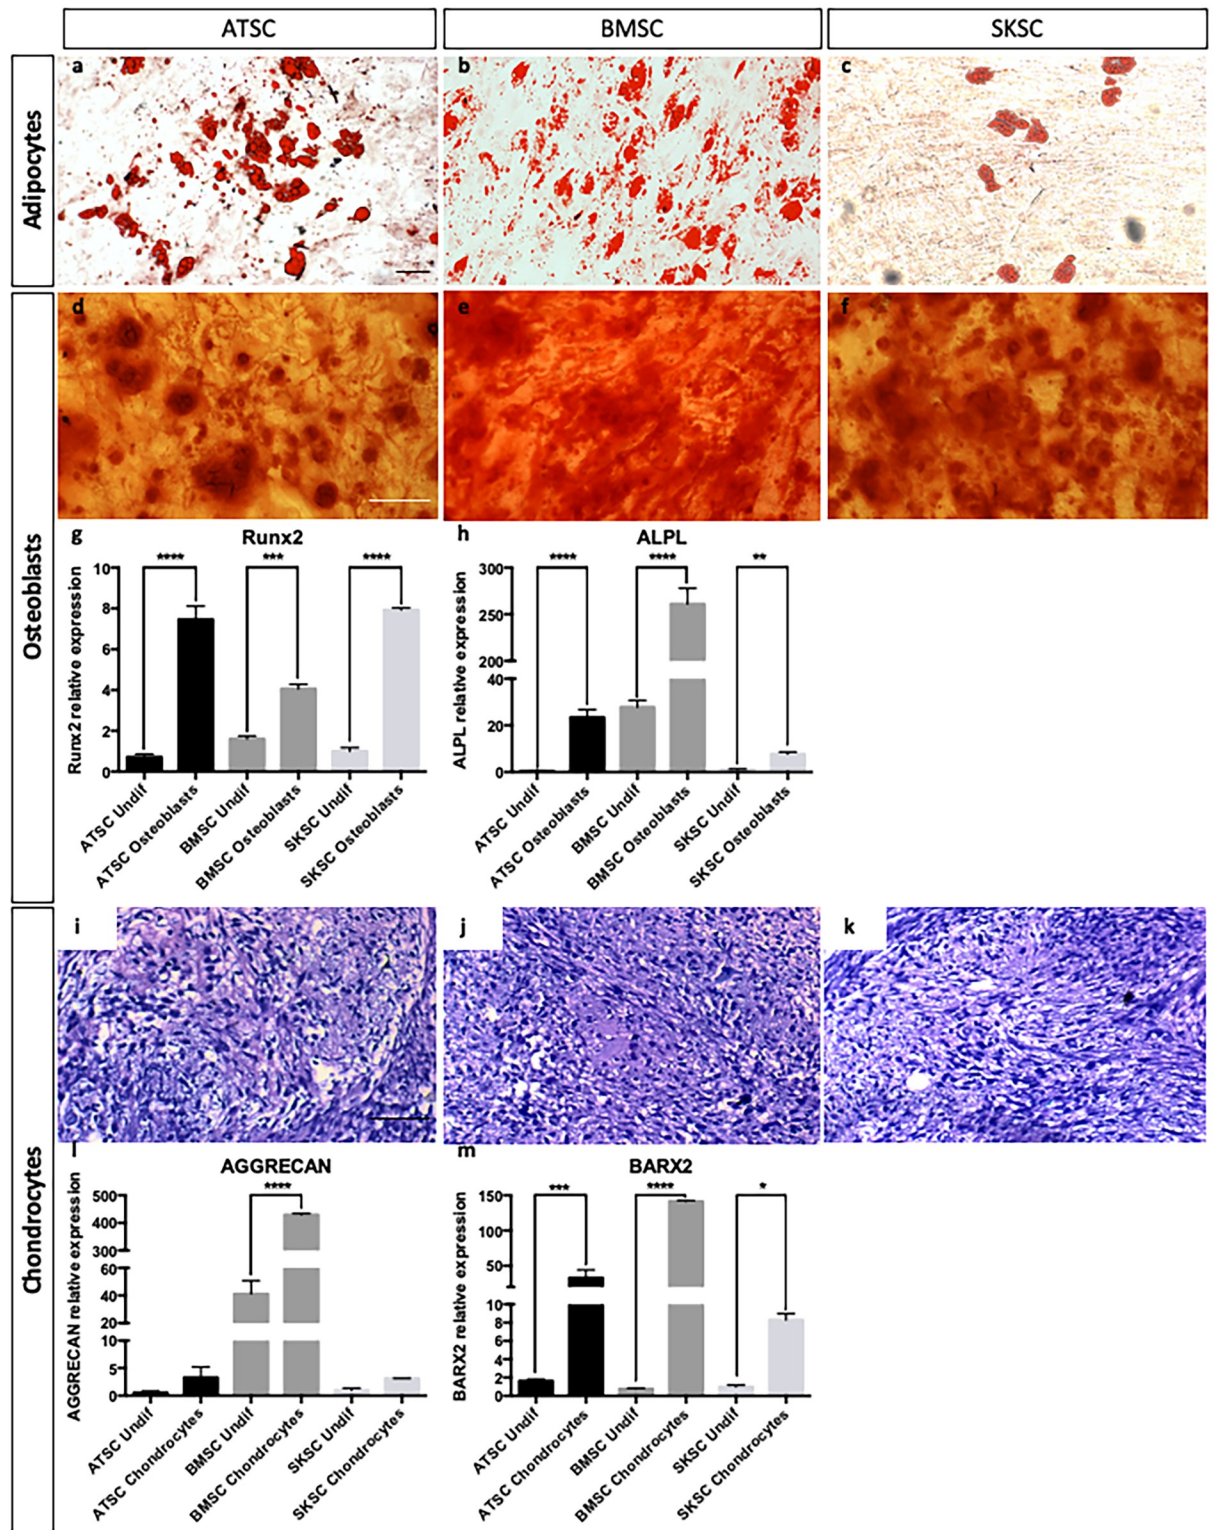 ATSC
BMSC
SKSC
Adipocytes
a
b
c
Osteoblasts
d
e
f
g
Runx2
****
***
****
Runx2 relative expression
10
8
6
4
2
0
ATSC Undif
ATSC Osteoblasts
BMSC Undif
BMSC Osteoblasts
SKSC Undif
SKSC Osteoblasts
h
ALPL
****
****
**
ALPL relative expression
300
250
200
40
20
0
ATSC Undif
ATSC Osteoblasts
BMSC Undif
BMSC Osteoblasts
SKSC Undif
SKSC Osteoblasts
Chondrocytes
i
j
k
l
AGGRECAN
****
AGGRECAN relative expression
500
400
300
60
40
20
10
5
0
ATSC Undif
ATSC Chondrocytes
BMSC Undif
BMSC Chondrocytes
SKSC Undif
SKSC Chondrocytes
m
BARX2
***
****
*
BARX2 relative expression
150
100
50
10
8
6
4
2
0
ATSC Undif
ATSC Chondrocytes
BMSC Undif
BMSC Chondrocytes
SKSC Undif
SKSC Chondrocytes